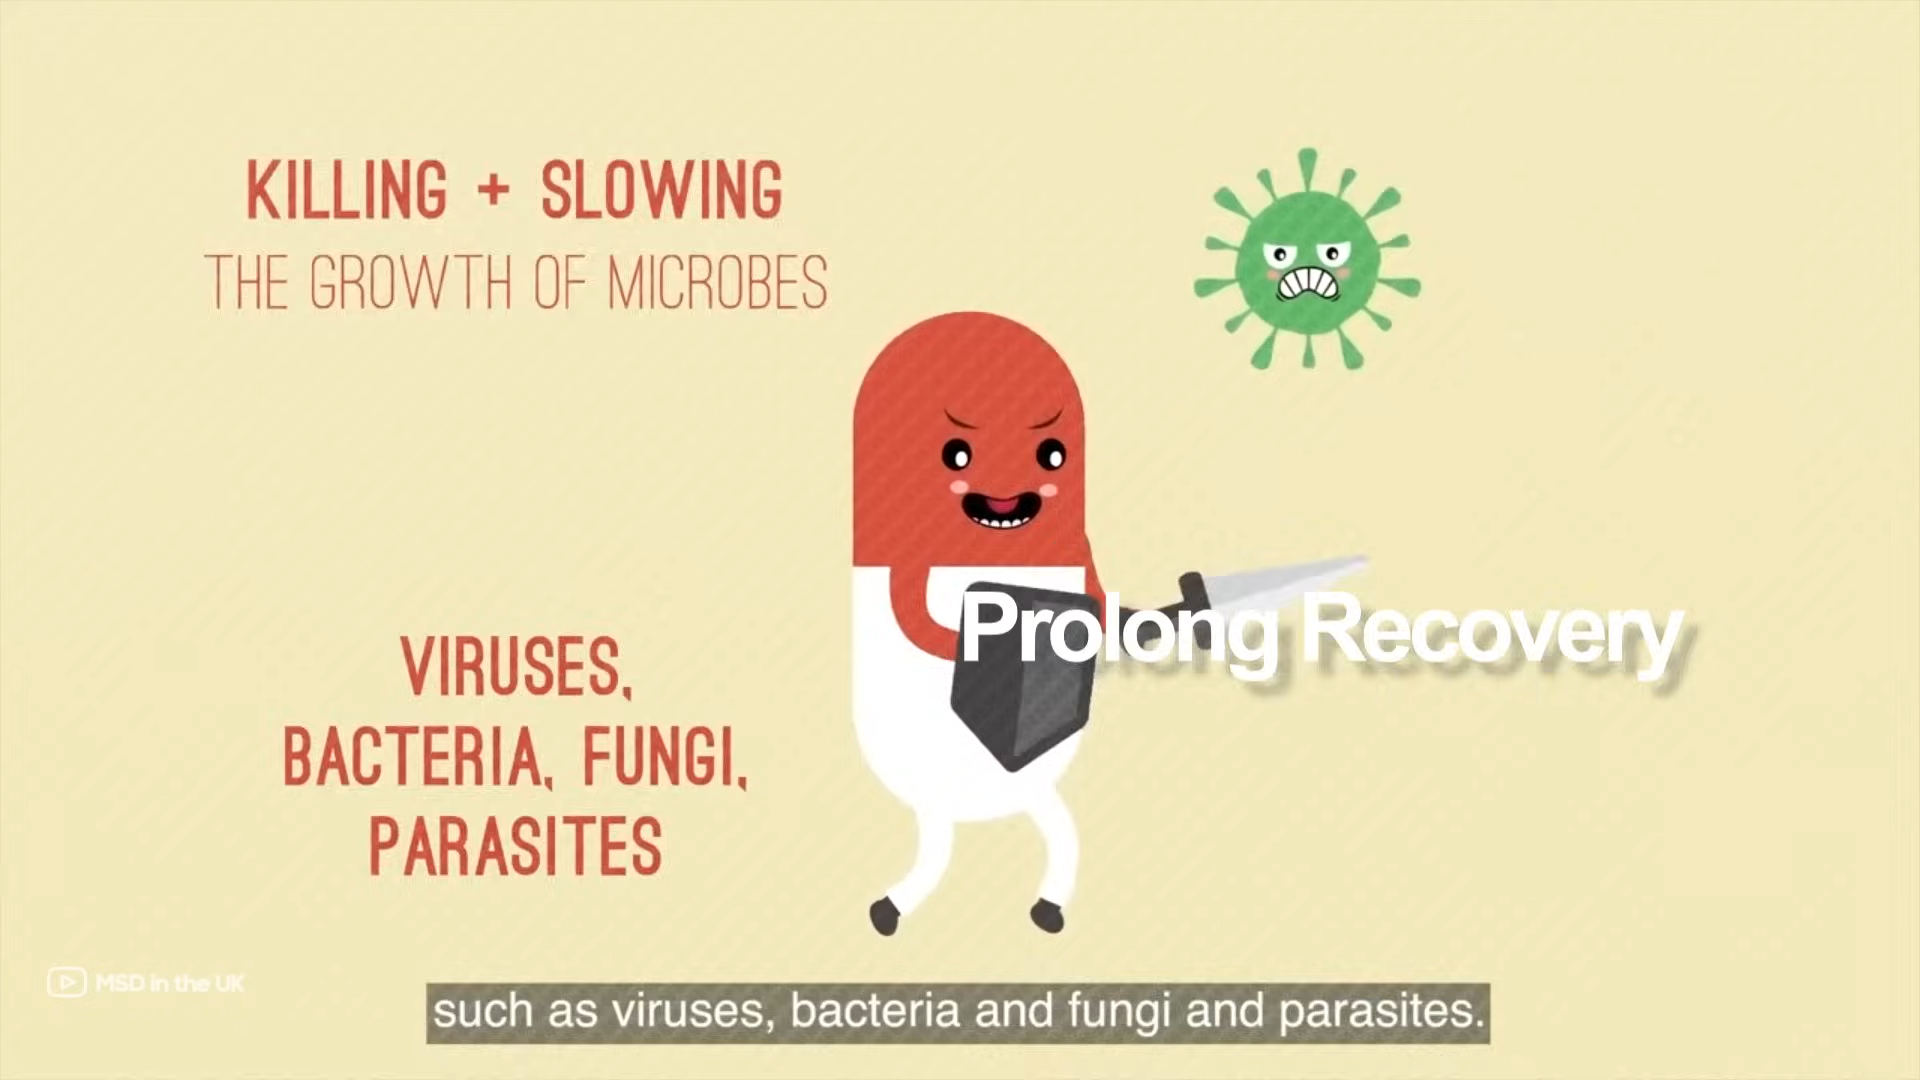 KILLING + SLOWING
THE GROWTH OF MICROBES
Prolong Recovery
VIRUSES,
BACTERIA, FUNGI,
PARASITES
MSD in the UK
such as viruses, bacteria and fungi and parasites.